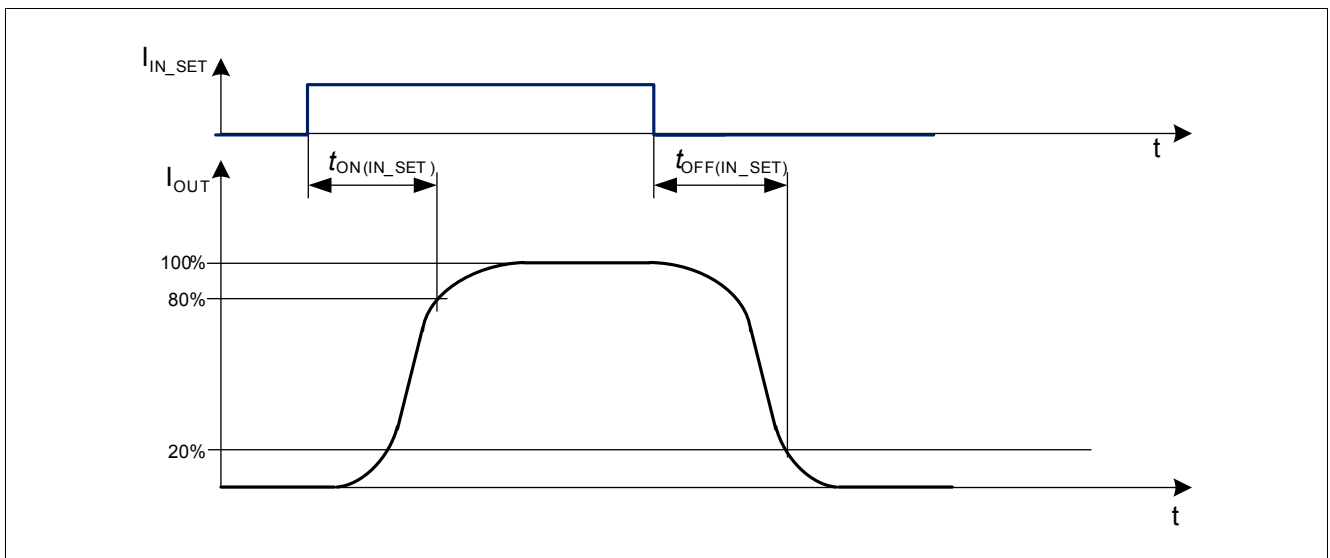 I_IN_SET
t
t_ON(IN_SET)
t_OFF(IN_SET)
I_OUT
100%
80%
20%
t